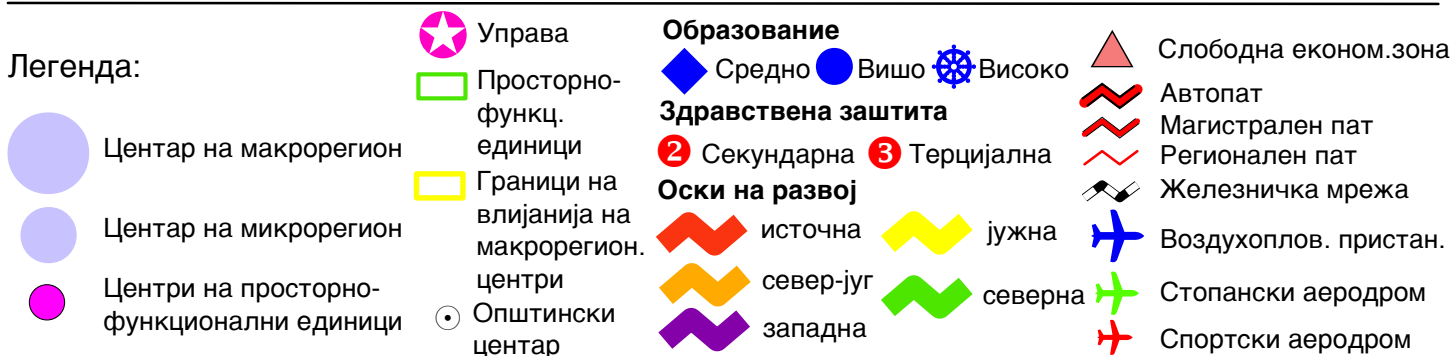 Легенда:
Центар на макрорегион
Центар на микрорегион
Центри на просторно-
функционални единици
Управа
Просторно-
функц.
единици
Граници на
влијанија на
макрорегион.
центри
Општински
центар
Образование
Средно Вишо Високо
Здравствена заштита
2 Секундарна 3 Терцијална
Оски на развој
источна јужна
север-југ северна
западна
Слободна економ.зона
Автопат
Магистрален пат
Регионален пат
Железничка мрежа
Воздухоплов. пристан.
Стопански аеродром
Спортски аеродром